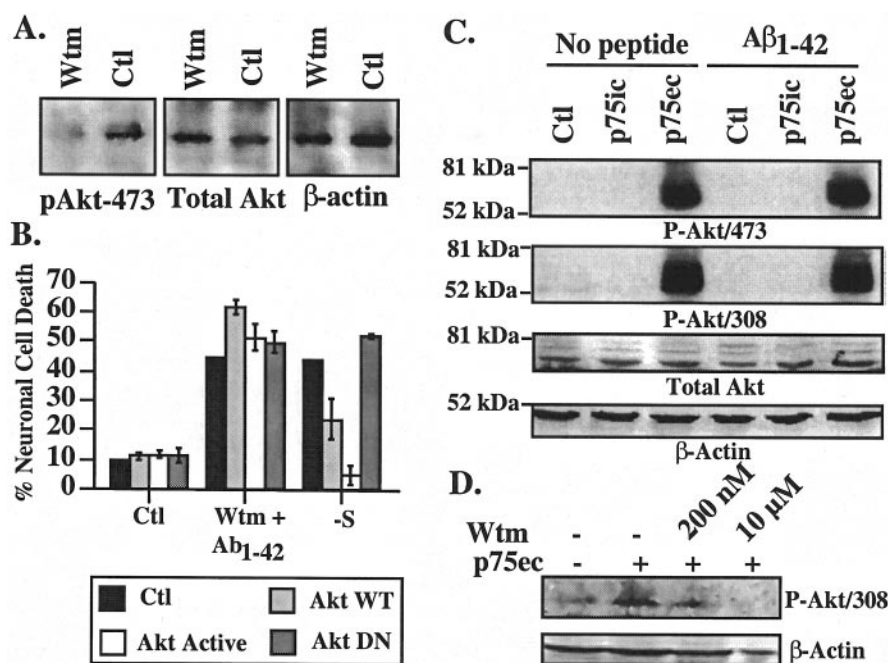 A.
Wtm
Ctl
Wtm
Ctl
Wtm
Ctl
pAkt-473 Total Akt β-actin
B.
% Neuronal Cell Death
70
60
50
40
30
20
10
0
Ctl
Wtm + Ab1-42
-S
Ctl
Akt WT
Akt Active
Akt DN
C.
No peptide
Aβ1-42
Ctl
p75ic
p75ec
Ctl
p75ic
p75ec
81 kDa
52 kDa
P-Akt/473
81 kDa
52 kDa
P-Akt/308
81 kDa
Total Akt
52 kDa
β-Actin
D.
200 nM
10 µM
Wtm - -
p75ec - + + +
P-Akt/308
β-Actin